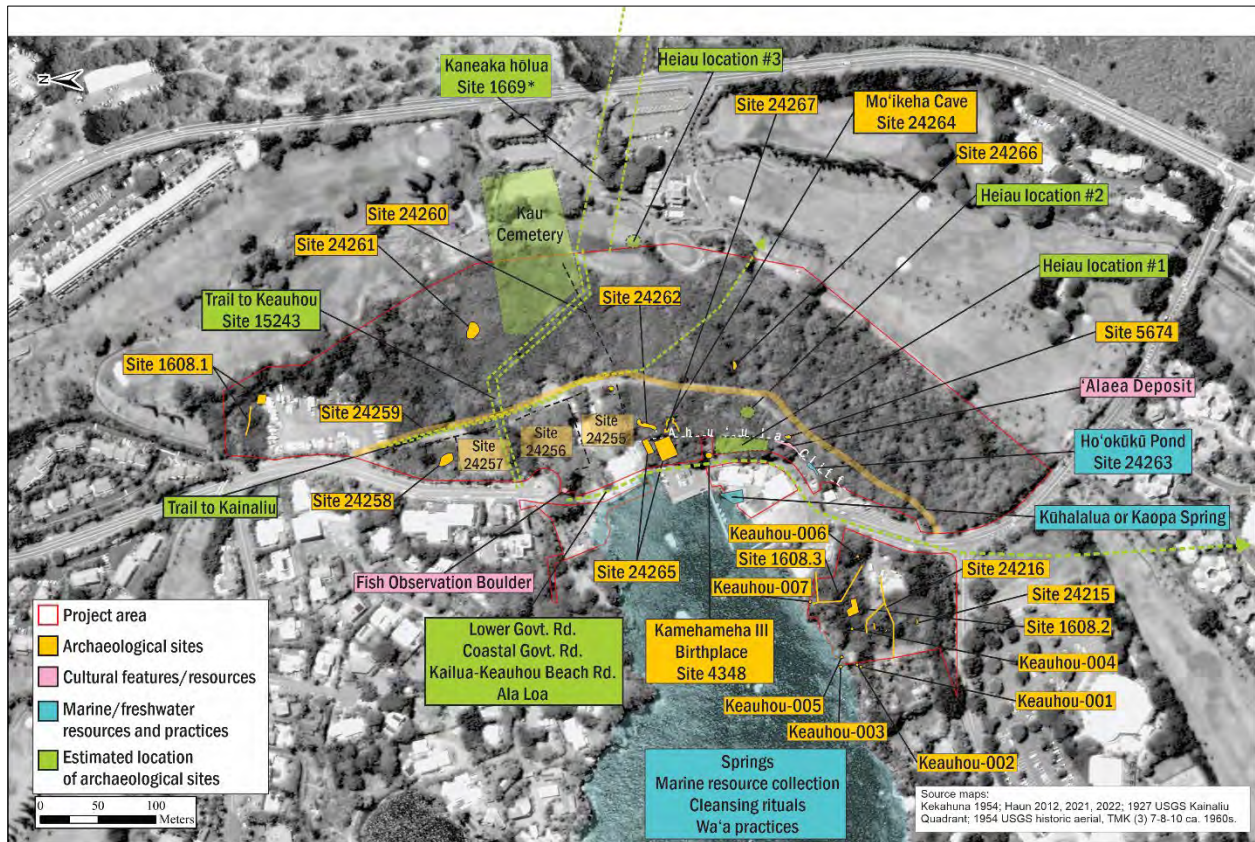 N
Kaneaka hōlua
Site 1669*
Heiau location #3
Site 24267
Moʻikeha Cave
Site 24264
Site 24266
Heiau location #2
Heiau location #1
Site 5674
ʻAlaea Deposit
Hoʻokūkū Pond
Site 24263
Kūhalalua or Kaopa Spring
Kau
Cemetery
Site 24260
Site 24261
Trail to Keauhou
Site 15243
Site 1608.1
Site 24262
Site 24259
Site
24257
Site
24256
Site
24255
Ahuʻula Cliff
Site 24258
Trail to Kainaliu
Fish Observation Boulder
Site 24265
Lower Govt. Rd.
Coastal Govt. Rd.
Kailua-Keauhou Beach Rd.
Ala Loa
Kamehameha III
Birthplace
Site 4348
Keauhou-006
Site 1608.3
Keauhou-007
Site 24216
Site 24215
Site 1608.2
Keauhou-004
Keauhou-001
Keauhou-005
Keauhou-003
Keauhou-002
Springs
Marine resource collection
Cleansing rituals
Waʻa practices
Project area
Archaeological sites
Cultural features/resources
Marine/freshwater
resources and practices
Estimated location
of archaeological sites
0 50 100
Meters
Source maps:
Kekahuna 1954; Haun 2012, 2021, 2022; 1927 USGS Kainaliu
Quadrant; 1954 USGS historic aerial, TMK (3) 7-8-10 ca. 1960s.